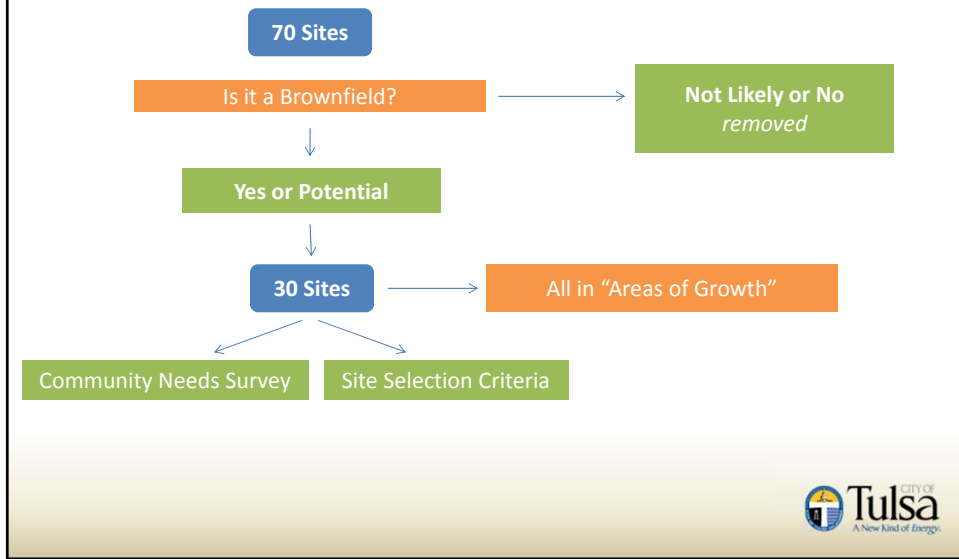 70 Sites
Is it a Brownfield?
Not Likely or No
removed
Yes or Potential
30 Sites
All in “Areas of Growth”
Community Needs Survey
Site Selection Criteria
CITY OF
Tulsa
A New Kind of Energy.